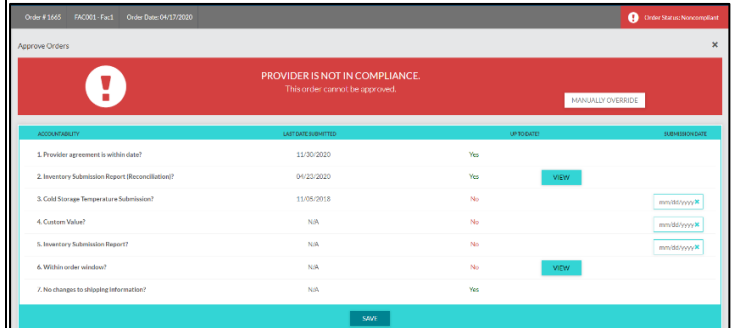 Order # 1665 FAC001 - Fac1 Order Date: 04/17/2020 Order Status: Noncompliant
Approve Orders
PROVIDER IS NOT IN COMPLIANCE.
This order cannot be approved.
MANUALLY OVERRIDE
ACCOUNTABILITY LAST DATE SUBMITTED UP TO DATE? SUBMISSION DATE
1. Provider agreement is within date? 11/30/2020 Yes
2. Inventory Submission Report (Reconciliation)? 04/23/2020 Yes VIEW
3. Cold Storage Temperature Submission? 11/05/2018 No mm/dd/yyyy
4. Custom Value? N/A No mm/dd/yyyy
5. Inventory Submission Report? N/A No mm/dd/yyyy
6. Within order window? N/A No VIEW
7. No changes to shipping information? N/A Yes
SAVE